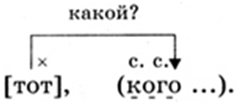 какой?
× с. с.
[тот], (кого ...).